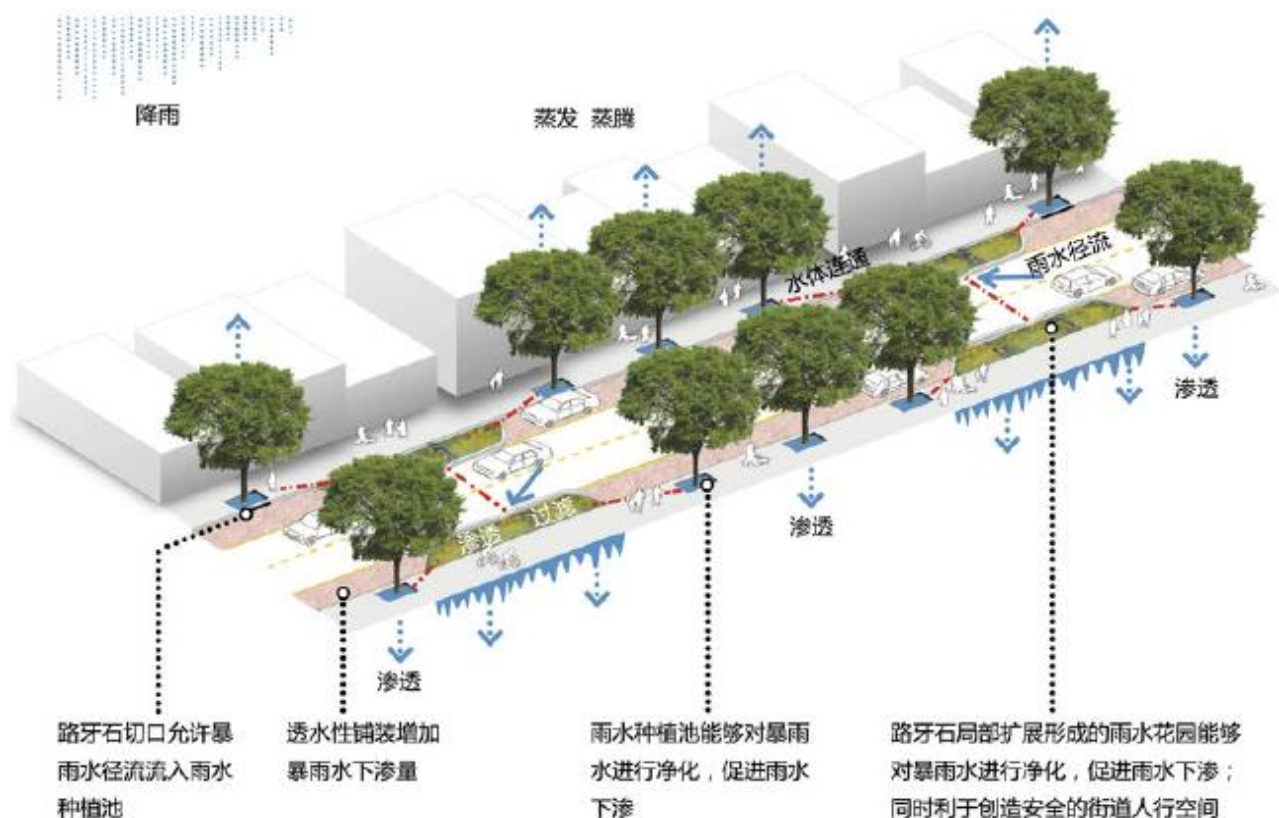 降雨
蒸发 蒸腾
水体连通
雨水径流
渗透
过滤
渗透
渗透
渗透
路牙石切口允许暴
雨水径流流入雨水
种植池
透水性铺装增加
暴雨水下渗量
雨水种植池能够对暴雨
水进行净化，促进雨水
下渗
路牙石局部扩展形成的雨水花园能够
对暴雨水进行净化，促进雨水下渗；
同时利于创造安全的街道人行空间